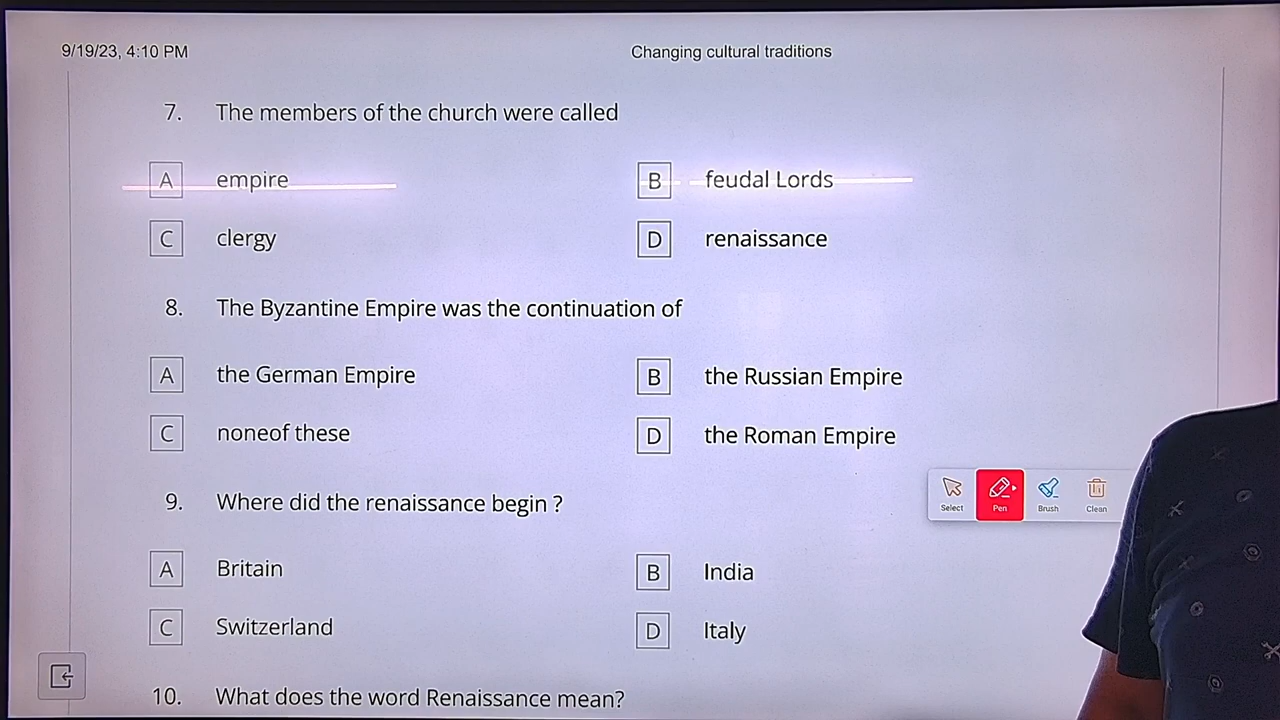 9/19/23, 4:10 PM Changing cultural traditions
7. The members of the church were called
A empire B feudal Lords
C clergy D renaissance
8. The Byzantine Empire was the continuation of
A the German Empire B the Russian Empire
C noneof these D the Roman Empire
9. Where did the renaissance begin ?
Select Pen Brush Clean
A Britain B India
C Switzerland D Italy
10. What does the word Renaissance mean?